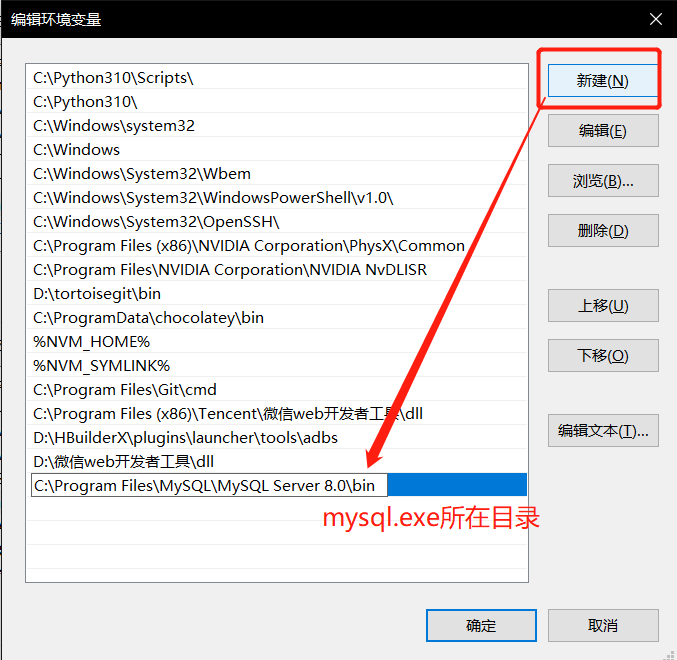 编辑环境变量
C:\Python310\Scripts\
C:\Python310\
C:\Windows\system32
C:\Windows
C:\Windows\System32\Wbem
C:\Windows\System32\WindowsPowerShell\v1.0\
C:\Windows\System32\OpenSSH\
C:\Program Files (x86)\NVIDIA Corporation\PhysX\Common
C:\Program Files\NVIDIA Corporation\NVIDIA NvDLISR
D:\tortoisegit\bin
C:\ProgramData\chocolatey\bin
%NVM_HOME%
%NVM_SYMLINK%
C:\Program Files\Git\cmd
C:\Program Files (x86)\Tencent\微信web开发者工具\dll
D:\HBuilderX\plugins\launcher\tools\adbs
D:\微信web开发者工具\dll
C:\Program Files\MySQL\MySQL Server 8.0\bin
mysql.exe所在目录
新建(N)
编辑(E)
浏览(B)...
删除(D)
上移(U)
下移(O)
编辑文本(T)...
确定
取消